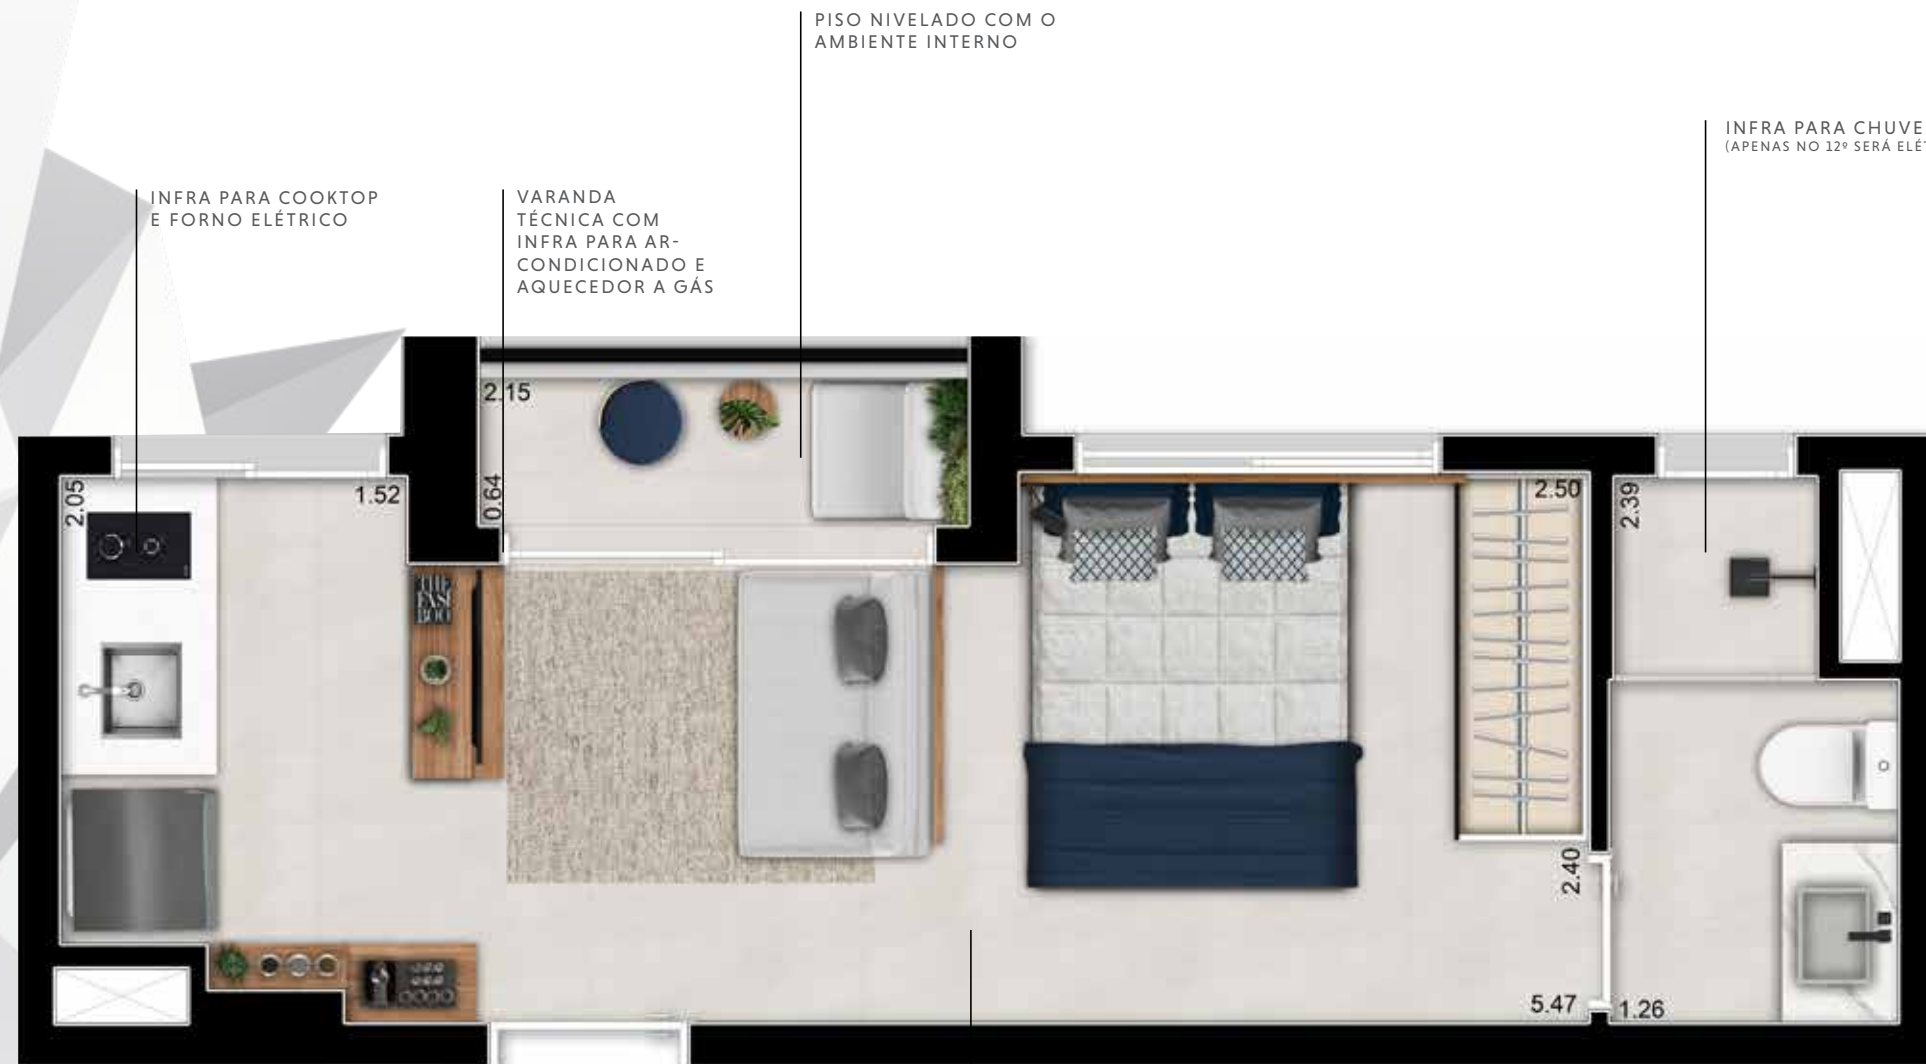 PISO NIVELADO COM O
AMBIENTE INTERNO
INFRA PARA CHUVE
(APENAS NO 12º SERÁ ELÉT
INFRA PARA COOKTOP
E FORNO ELÉTRICO
VARANDA
TÉCNICA COM
INFRA PARA AR-
CONDICIONADO E
AQUECEDOR A GÁS
2.15
0.64
2.05
1.52
2.50
2.39
THE
2.40
5.47
1.26